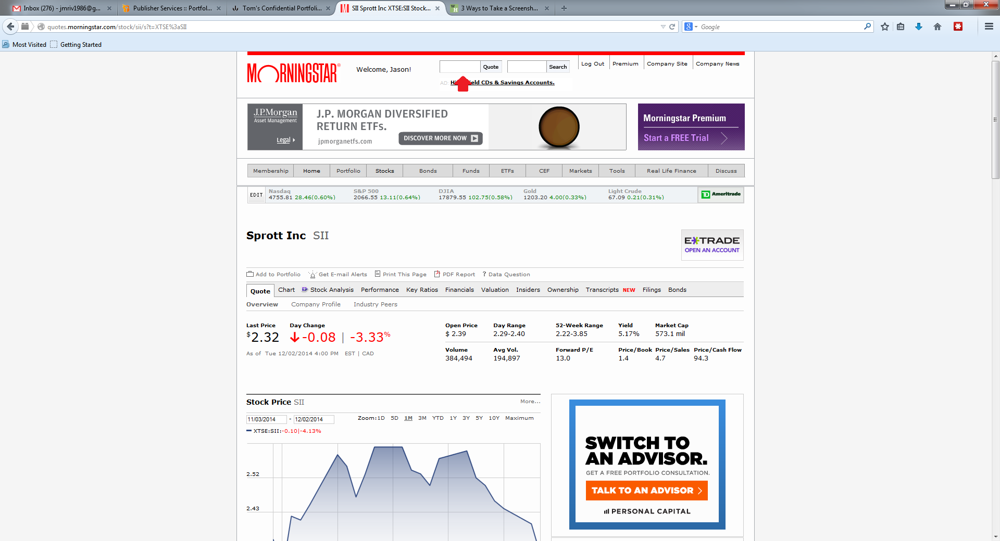 Inbox (276) - jmriv1986@g...
Publisher Services :: Portfol...
Tom's Confidential Portfoli...
SII Sprott Inc XTSE:SII Stock...
3 Ways to Take a Screensh...
quotes.morningstar.com/stock/sii/s?t=XTSE%3aSII
Google
Most Visited
Getting Started
MORNINGSTAR®
Welcome, Jason!
Quote
Search
Log Out
Premium
Company Site
Company News
AD:
CDs & Savings Accounts.
J.P.Morgan
Asset Management
Legal
J.P. MORGAN DIVERSIFIED
RETURN ETFs.
jpmorganetfs.com
DISCOVER MORE NOW
Morningstar Premium
Start a FREE Trial
Membership Home Portfolio Stocks Bonds Funds ETFs CEF Markets Tools Real Life Finance Discuss
EDIT
Nasdaq
4755.81 28.46(0.60%)
S&P 500
2066.55 13.11(0.64%)
DJIA
17879.55 102.75(0.58%)
Gold
1203.20 4.00(0.33%)
Light Crude
67.09 0.21(0.31%)
TD Ameritrade
Sprott Inc SII
E*TRADE
OPEN AN ACCOUNT
Add to Portfolio Get E-mail Alerts Print This Page PDF Report ? Data Question
Quote Chart Stock Analysis Performance Key Ratios Financials Valuation Insiders Ownership Transcripts NEW Filings Bonds
Overview Company Profile Industry Peers
Last Price Day Change
$2.32 -0.08 | -3.33%
As of Tue 12/02/2014 4:00 PM EST | CAD
Open Price Day Range 52-Week Range Yield Market Cap
$ 2.39 2.29-2.40 2.22-3.85 5.17% 573.1 mil
Volume Avg Vol. Forward P/E Price/Book Price/Sales Price/Cash Flow
384,494 194,897 13.0 1.4 4.7 94.3
Stock Price SII
More...
11/03/2014 - 12/02/2014
Zoom:1D 5D 1M 3M YTD 1Y 3Y 5Y 10Y Maximum
XTSE:SII:-0.10|-4.13%
2.52
2.43
SWITCH TO
AN ADVISOR.
GET A FREE PORTFOLIO CONSULTATION.
TALK TO AN ADVISOR >
PERSONAL CAPITAL